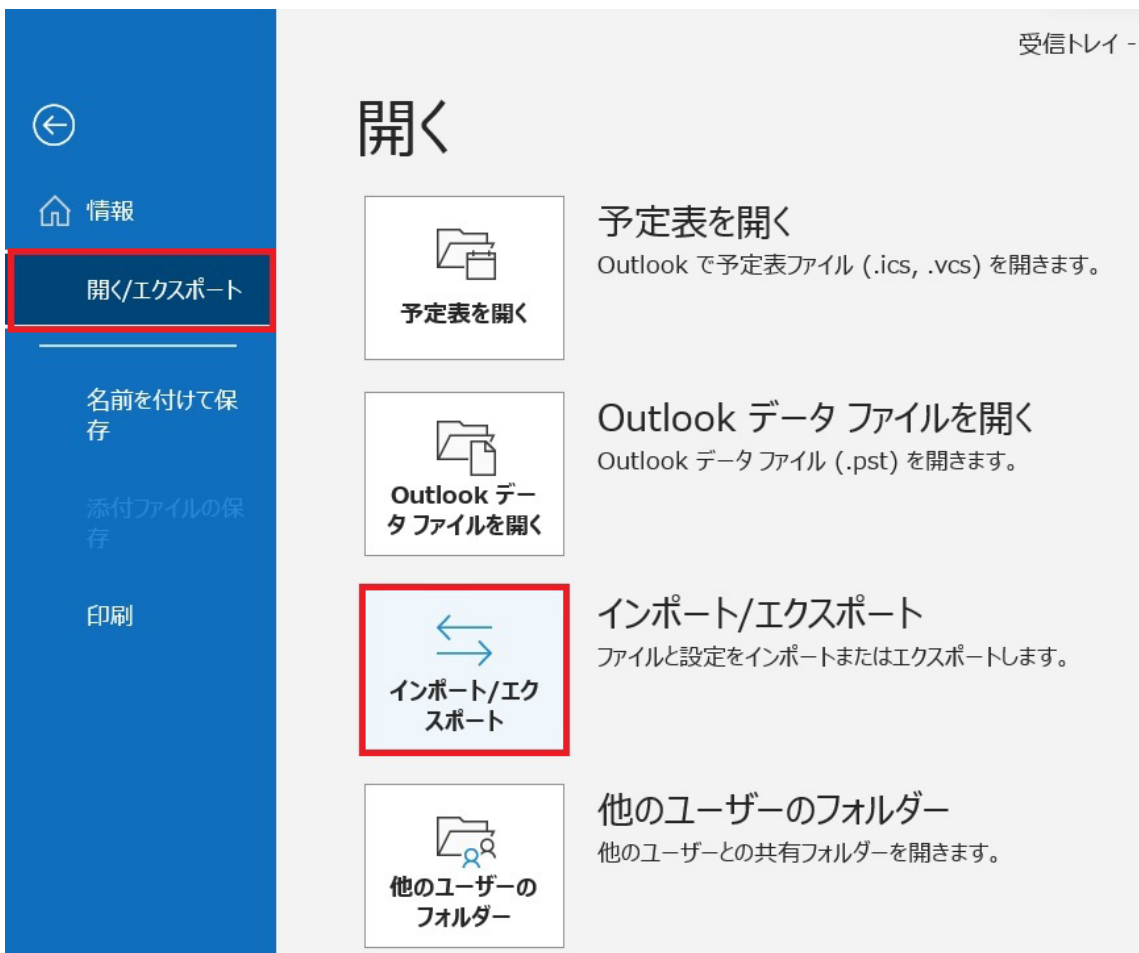 受信トレイ -
開く
情報
開く/エクスポート
名前を付けて保
存
添付ファイルの保
存
印刷
予定表を開く
予定表を開く
Outlook で予定表ファイル (.ics, .vcs) を開きます。
Outlook デー
タ ファイルを開く
Outlook データ ファイルを開く
Outlook データ ファイル (.pst) を開きます。
インポート/エク
スポート
インポート/エクスポート
ファイルと設定をインポートまたはエクスポートします。
他のユーザーの
フォルダー
他のユーザーのフォルダー
他のユーザーとの共有フォルダーを開きます。